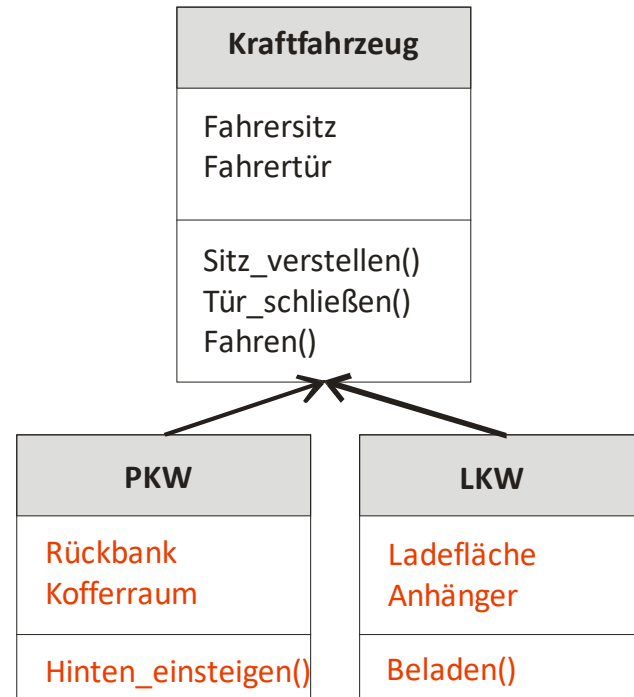 Kraftfahrzeug
Fahrersitz
Fahrertür
Sitz_verstellen()
Tür_schließen()
Fahren()
PKW
Rückbank
Kofferraum
Hinten_einsteigen()
LKW
Ladefläche
Anhänger
Beladen()